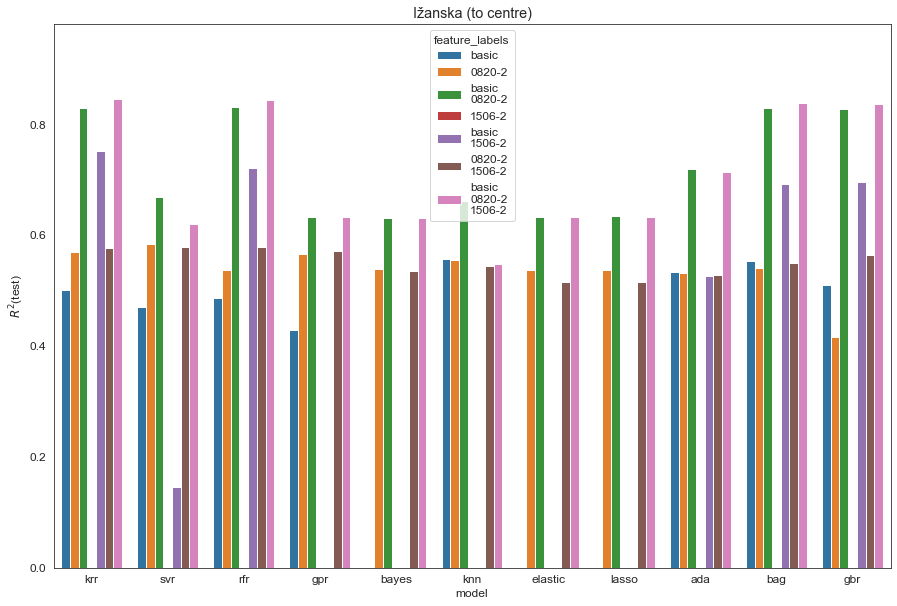 Ižanska (to centre)
feature_labels
basic
0820-2
basic
0820-2
1506-2
basic
1506-2
0820-2
1506-2
basic
0820-2
1506-2
0.8
0.6
0.4
0.2
0.0
R²(test)
krr svr rfr gpr bayes knn elastic lasso ada bag gbr
model